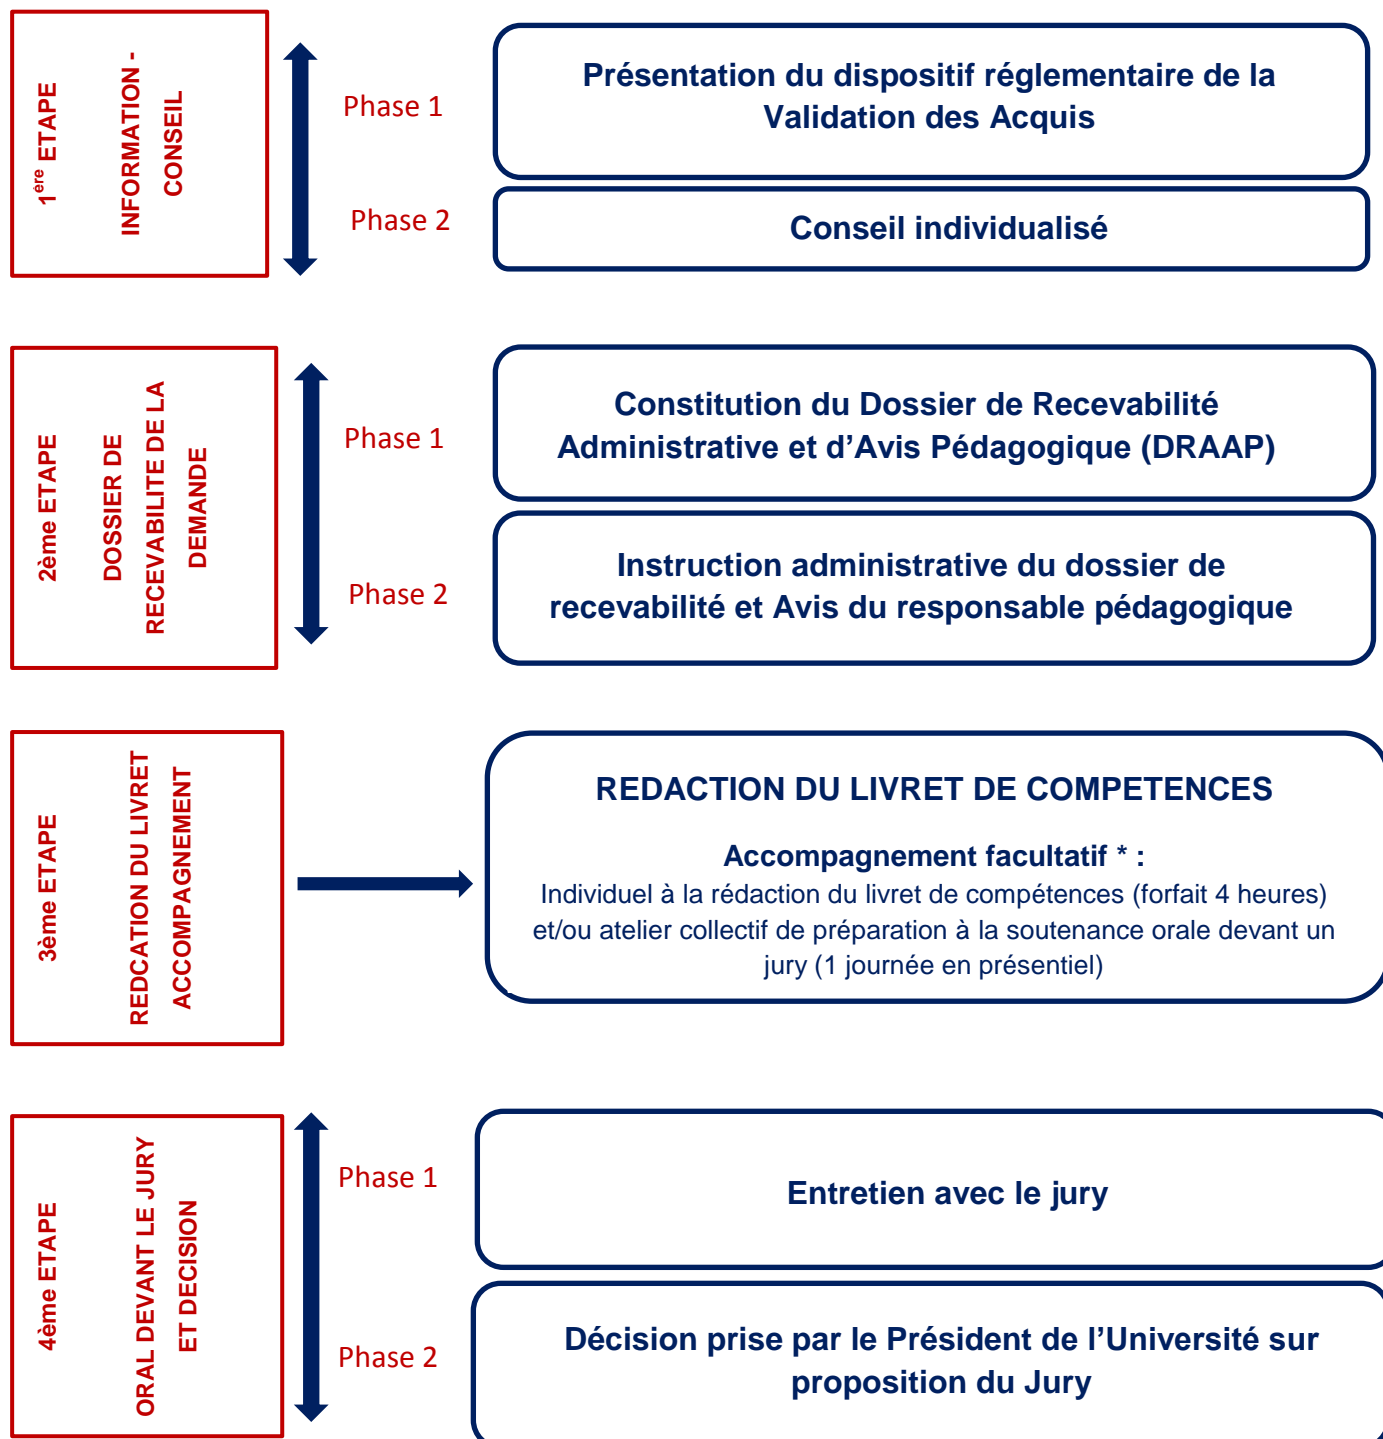 1ère ETAPE
INFORMATION -
CONSEIL
Phase 1
Présentation du dispositif réglementaire de la
Validation des Acquis
Phase 2
Conseil individualisé
2ème ETAPE
DOSSIER DE
RECEVABILITE DE LA
DEMANDE
Phase 1
Constitution du Dossier de Recevabilité
Administrative et d’Avis Pédagogique (DRAAP)
Phase 2
Instruction administrative du dossier de
recevabilité et Avis du responsable pédagogique
3ème ETAPE
REDCATION DU LIVRET
ACCOMPAGNEMENT
REDACTION DU LIVRET DE COMPETENCES
Accompagnement facultatif * :
Individuel à la rédaction du livret de compétences (forfait 4 heures)
et/ou atelier collectif de préparation à la soutenance orale devant un
jury (1 journée en présentiel)
4ème ETAPE
ORAL DEVANT LE JURY
ET DECISION
Phase 1
Entretien avec le jury
Phase 2
Décision prise par le Président de l’Université sur
proposition du Jury